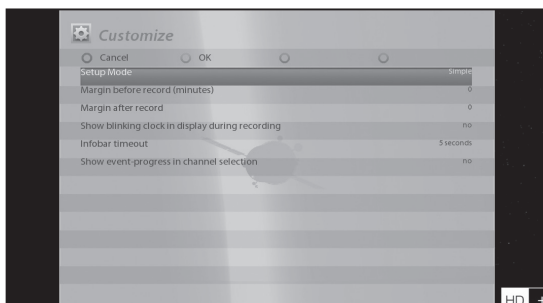 Customize
Cancel OK
Setup Mode Simple
Margin before record (minutes) 0
Margin after record 0
Show blinking clock in display during recording no
Infobar timeout 5 seconds
Show event-progress in channel selection no
HD